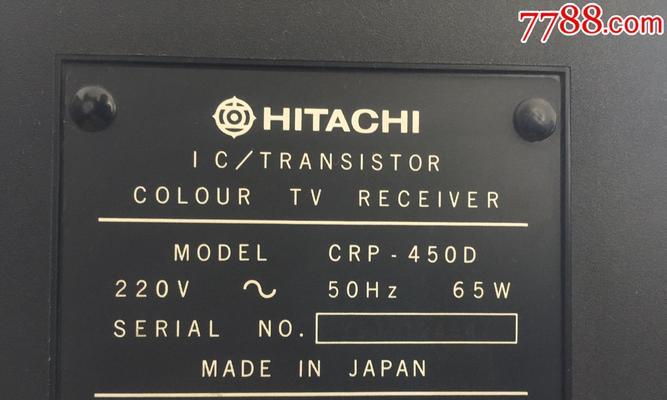 7788.com
HITACHI
IC/TRANSISTOR
COLOUR TV RECEIVER
MODEL CRP-450D
220V ~ 50Hz 65W
SERIAL NO.
MADE IN JAPAN